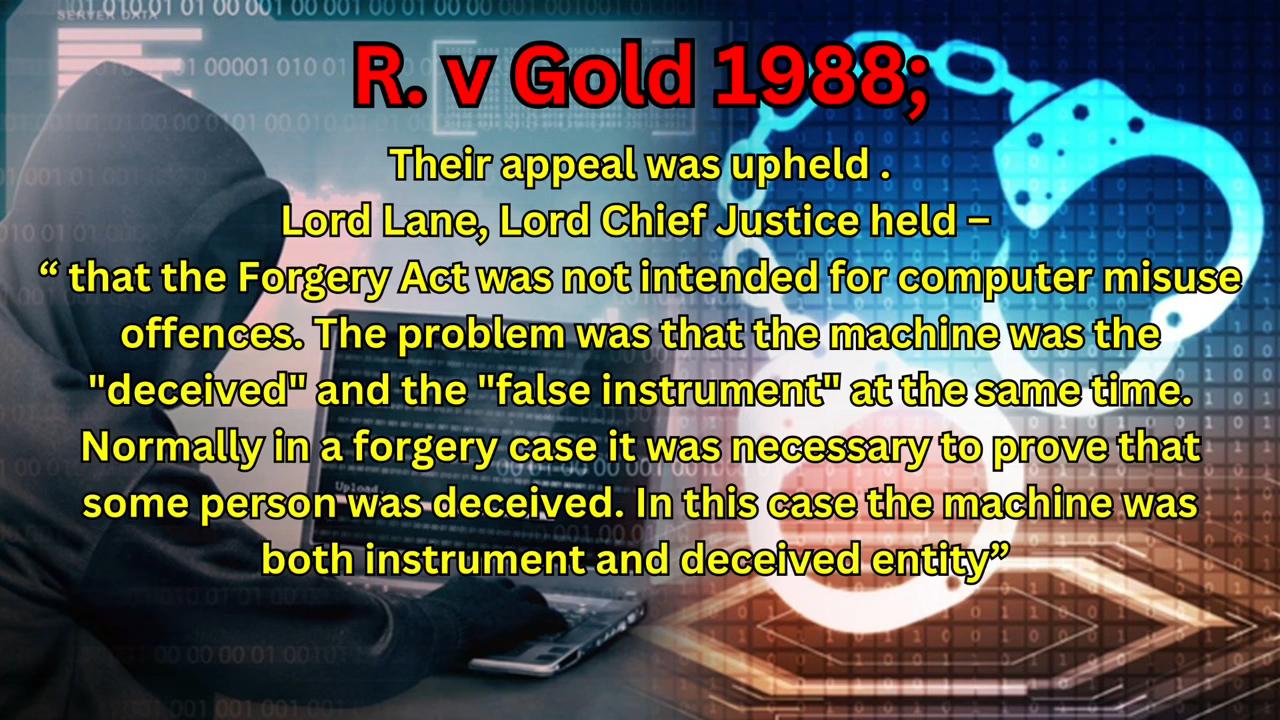 SERVER DATA
R. v Gold 1988;
Their appeal was upheld .
Lord Lane, Lord Chief Justice held –
“ that the Forgery Act was not intended for computer misuse
offences. The problem was that the machine was the
"deceived" and the "false instrument" at the same time.
Normally in a forgery case it was necessary to prove that
some person was deceived. In this case the machine was
Upload
both instrument and deceived entity”